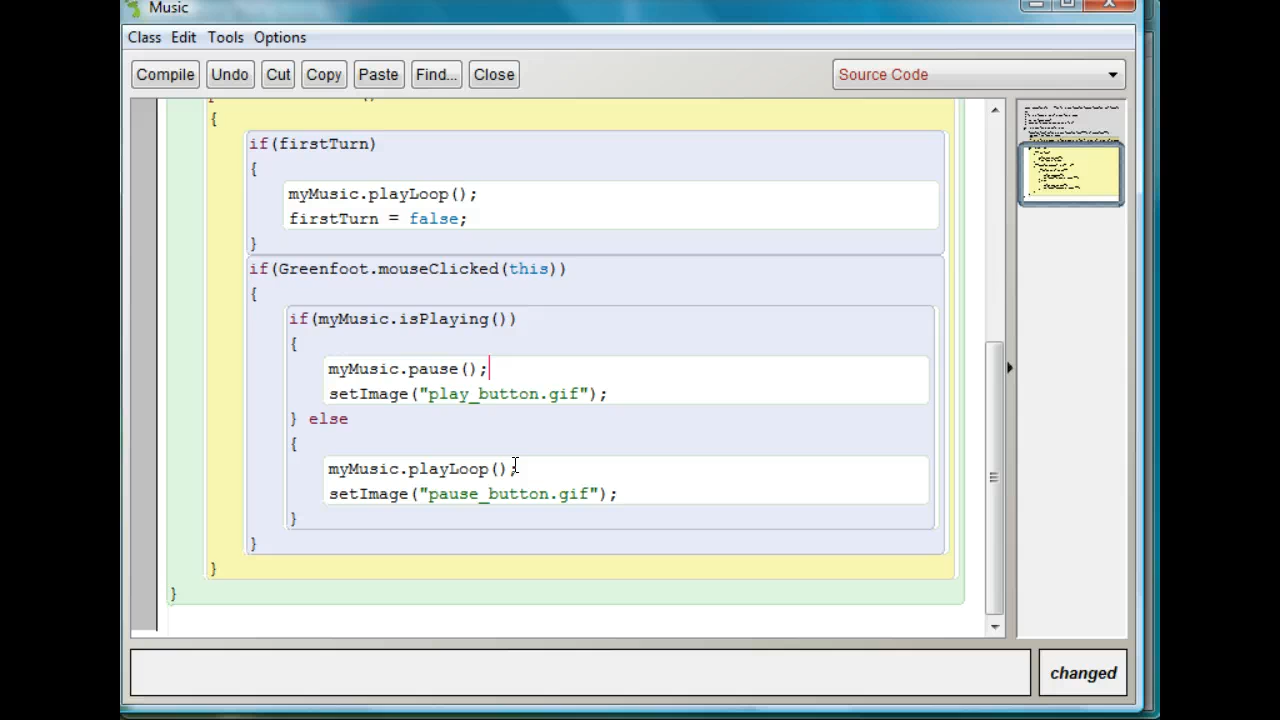 Music
Class Edit Tools Options
Compile Undo Cut Copy Paste Find... Close Source Code
{
if(firstTurn)
{
myMusic.playLoop();
firstTurn = false;
}
if(Greenfoot.mouseClicked(this))
{
if(myMusic.isPlaying())
{
myMusic.pause();
setImage("play_button.gif");
} else
{
myMusic.playLoop();
setImage("pause_button.gif");
}
}
}
}
changed